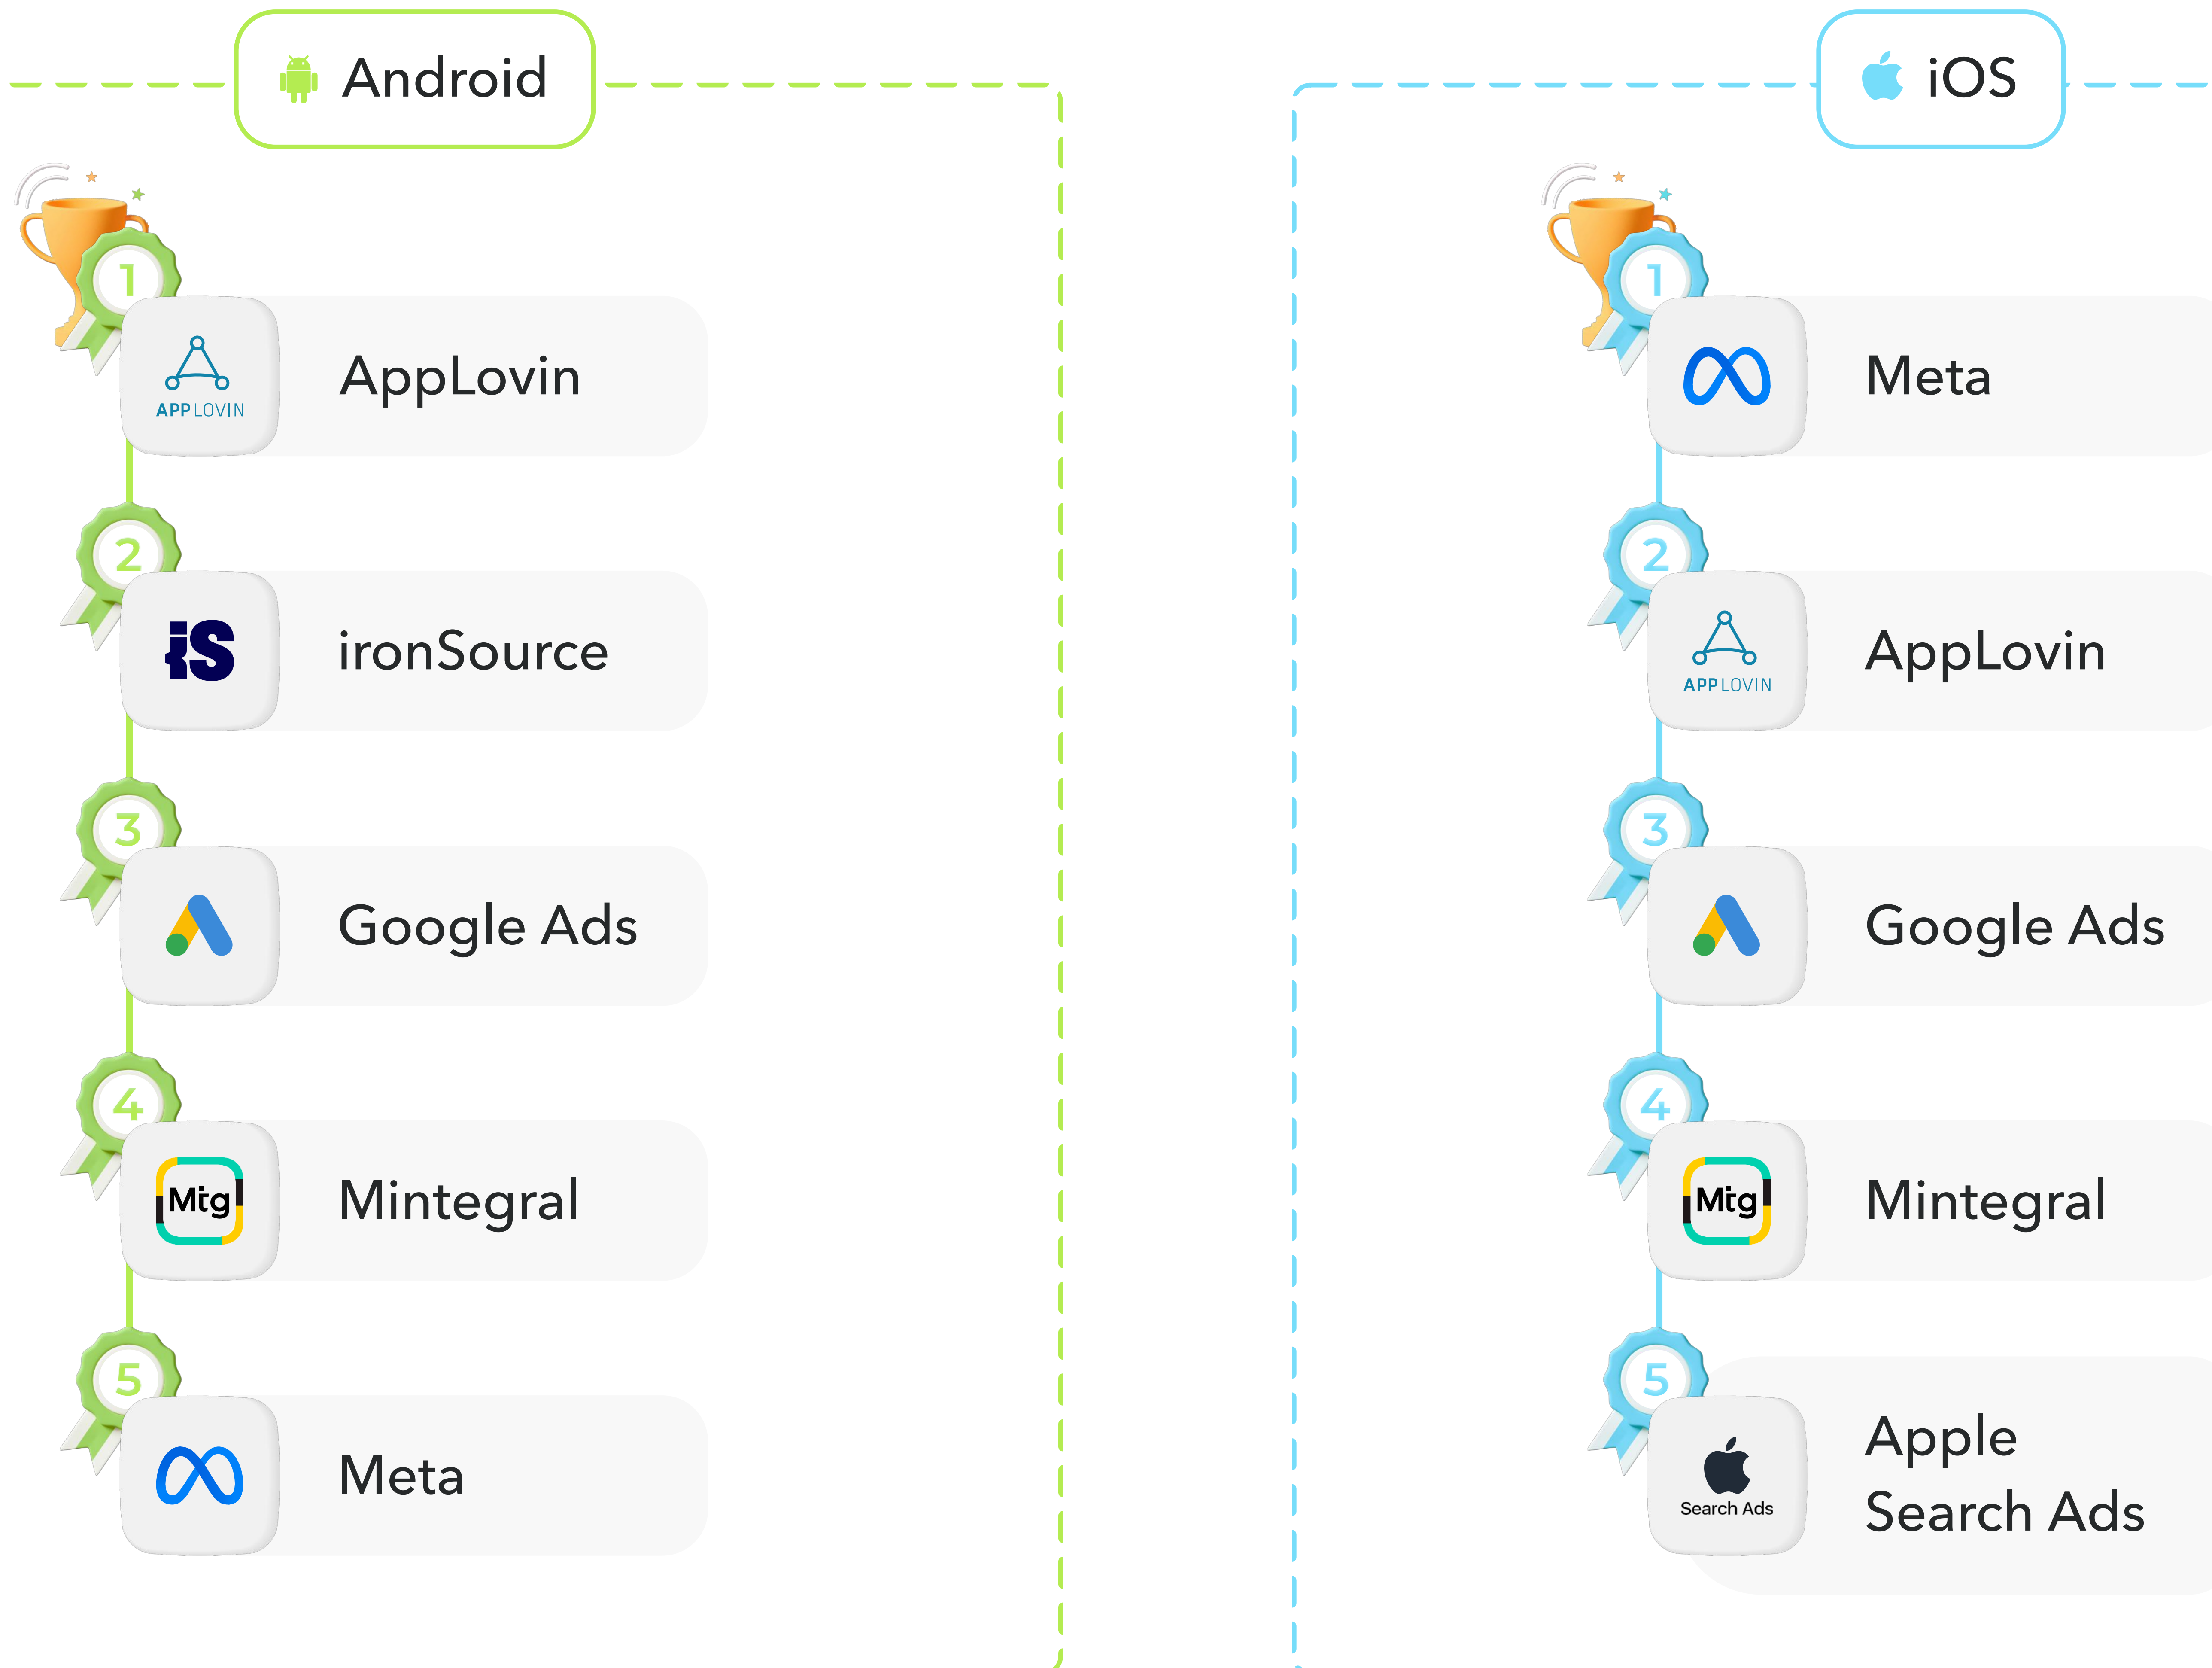 Android
1
APPLOVIN
AppLovin
2
iS
ironSource
3
Google Ads
4
Mtg
Mintegral
5
Meta
iOS
1
Meta
2
APPLOVIN
AppLovin
3
Google Ads
4
Mtg
Mintegral
5
Search Ads
Apple
Search Ads